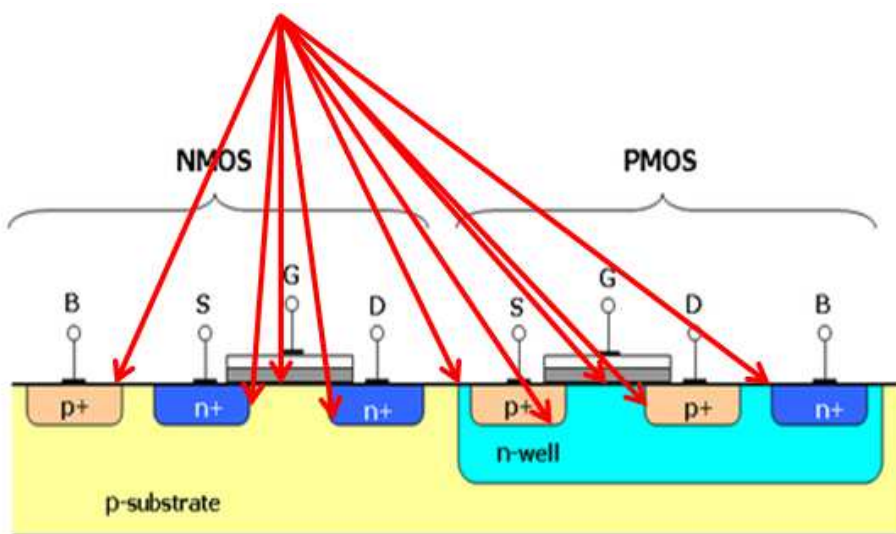 NMOS PMOS
G G
B S D S D B
p+ n+ n+ p+ p+ n+
n-well
p-substrate